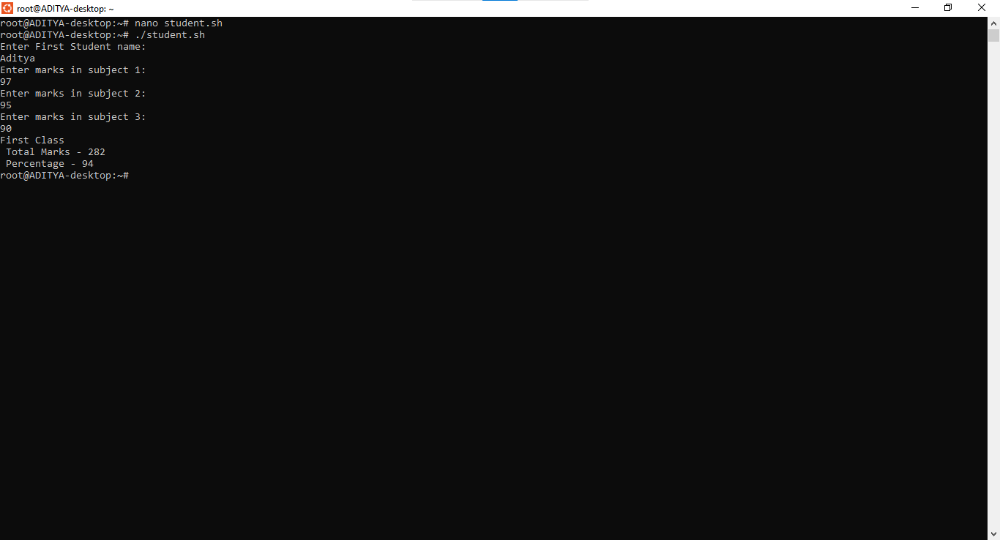 root@ADITYA-desktop: ~
root@ADITYA-desktop:~# nano student.sh
root@ADITYA-desktop:~# ./student.sh
Enter First Student name:
Aditya
Enter marks in subject 1:
97
Enter marks in subject 2:
95
Enter marks in subject 3:
90
First Class
 Total Marks - 282
 Percentage - 94
root@ADITYA-desktop:~#